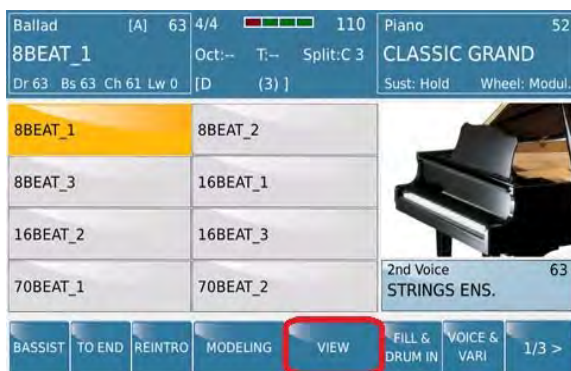 Ballad [A] 63
8BEAT_1
Dr 63 Bs 63 Ch 61 Lw 0
4/4 110
Oct:-- T:-- Split:C 3
[D (3) ]
Piano 52
CLASSIC GRAND
Sust: Hold Wheel: Modul.
8BEAT_1 8BEAT_2
8BEAT_3 16BEAT_1
16BEAT_2 16BEAT_3
70BEAT_1 70BEAT_2
2nd Voice 63
STRINGS ENS.
BASSIST TO END REINTRO MODELING VIEW FILL & DRUM IN VOICE & VARI 1/3 >